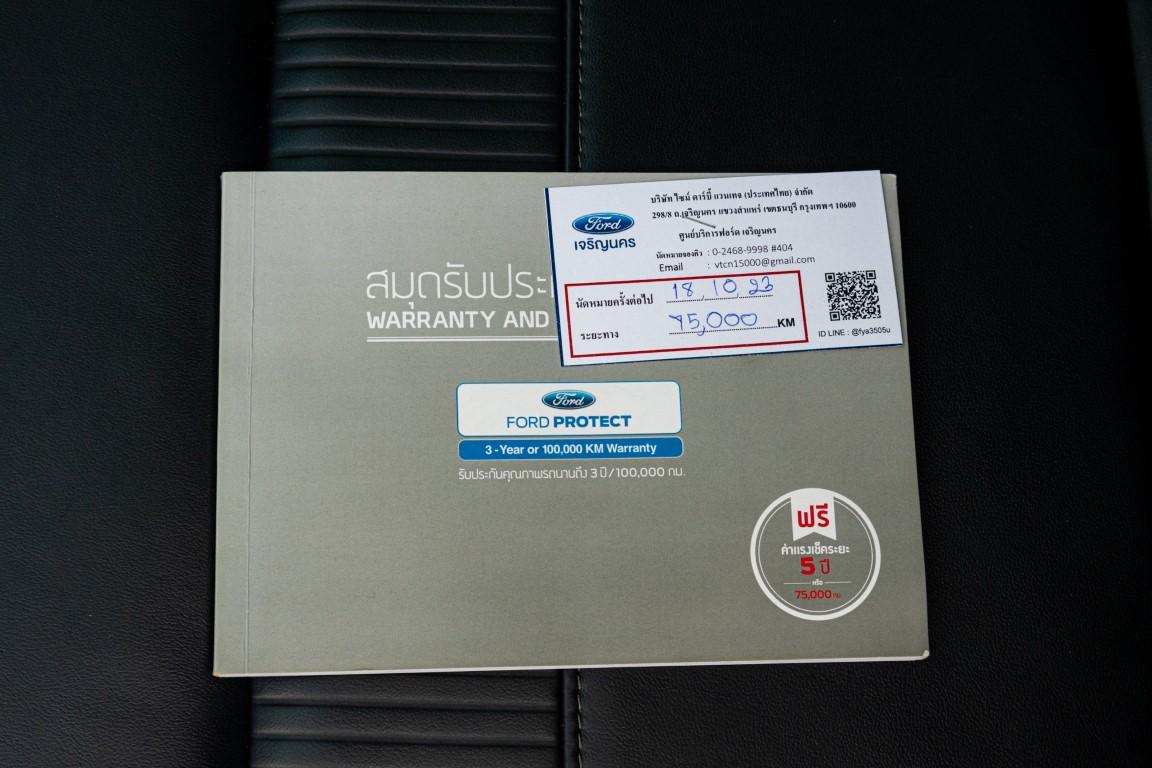 บริษัท ไซม์ ดาร์บี้ แวนเทจ (ประเทศไทย) จำกัด
298/8 ถ.เจริญนคร แขวงสำเหร่ เขตธนบุรี กรุงเทพฯ 10600
Ford
เจริญนคร
ศูนย์บริการฟอร์ด เจริญนคร
นัดหมายจองคิว : 0-2468-9998 #404
Email : vtcn15000@gmail.com
นัดหมายครั้งต่อไป 18 10 23
ระยะทาง 75,000 KM
ID LINE : @fya3505u
สมุดรับประ
WARRANTY AND
Ford
FORD PROTECT
3-Year or 100,000 KM Warranty
รับประกันคุณภาพรถนานถึง 3 ปี/100,000 กม.
ฟรี
ค่าแรงเช็คระยะ
5 ปี
หรือ
75,000 กม.